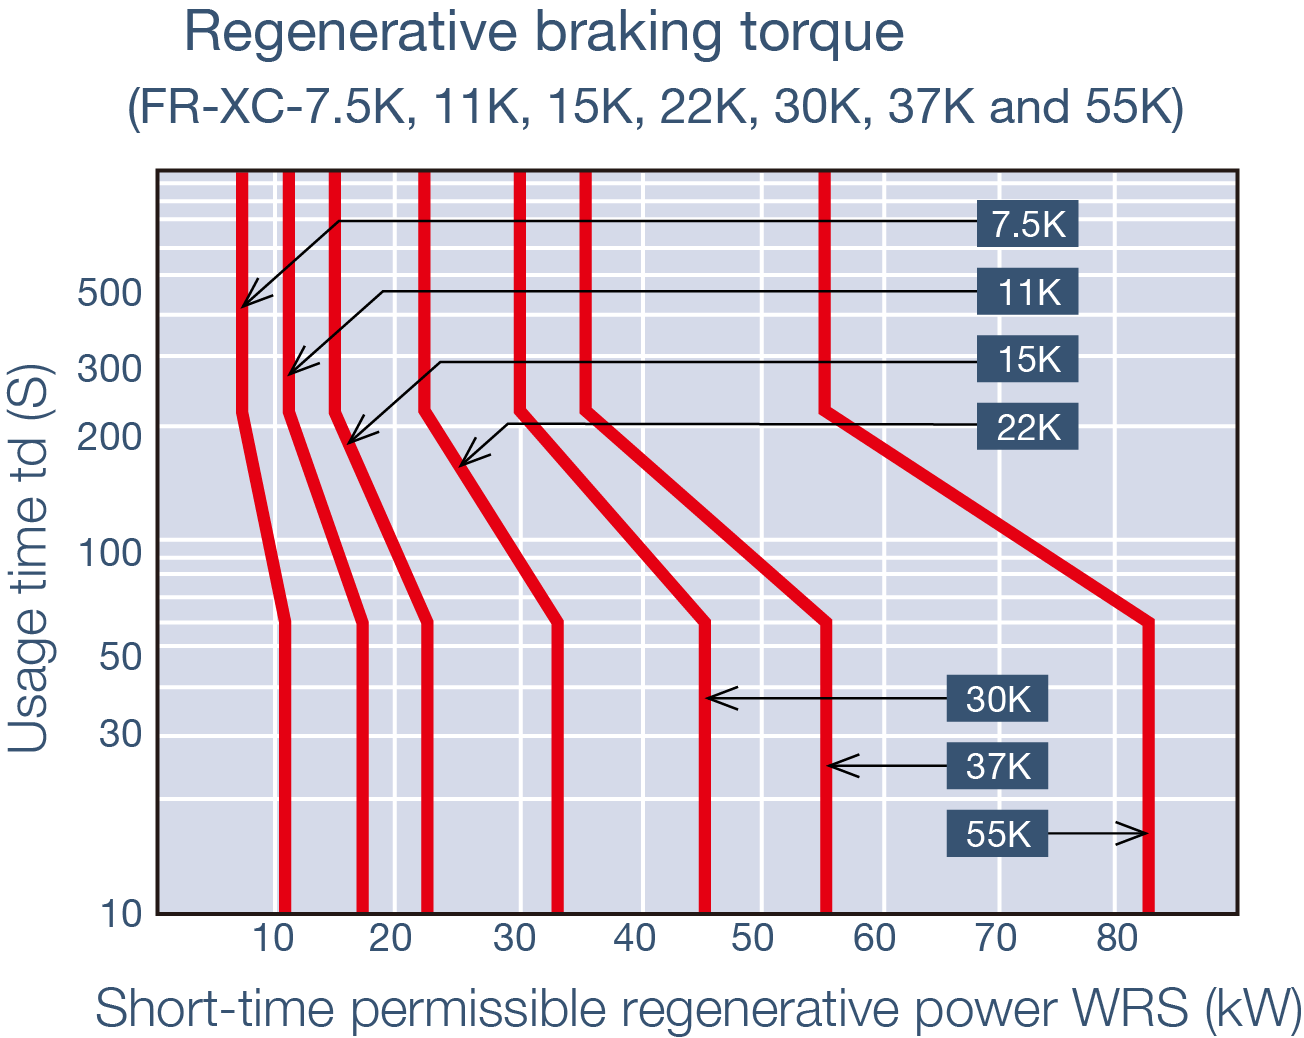 Regenerative braking torque
(FR-XC-7.5K, 11K, 15K, 22K, 30K, 37K and 55K)
7.5K
11K
15K
22K
30K
37K
55K
Usage time td (S)
500
300
200
100
50
30
10
10 20 30 40 50 60 70 80
Short-time permissible regenerative power WRS (kW)